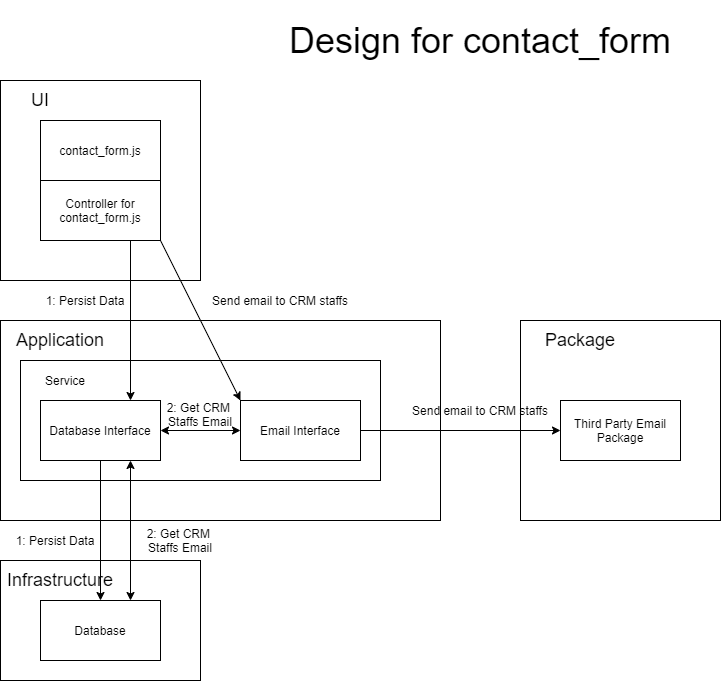 Design for contact_form
UI
contact_form.js
Controller for
contact_form.js
1: Persist Data
Send email to CRM staffs
Application
Package
Service
2: Get CRM
Staffs Email
Send email to CRM staffs
Database Interface
Email Interface
Third Party Email
Package
1: Persist Data
2: Get CRM
Staffs Email
Infrastructure
Database